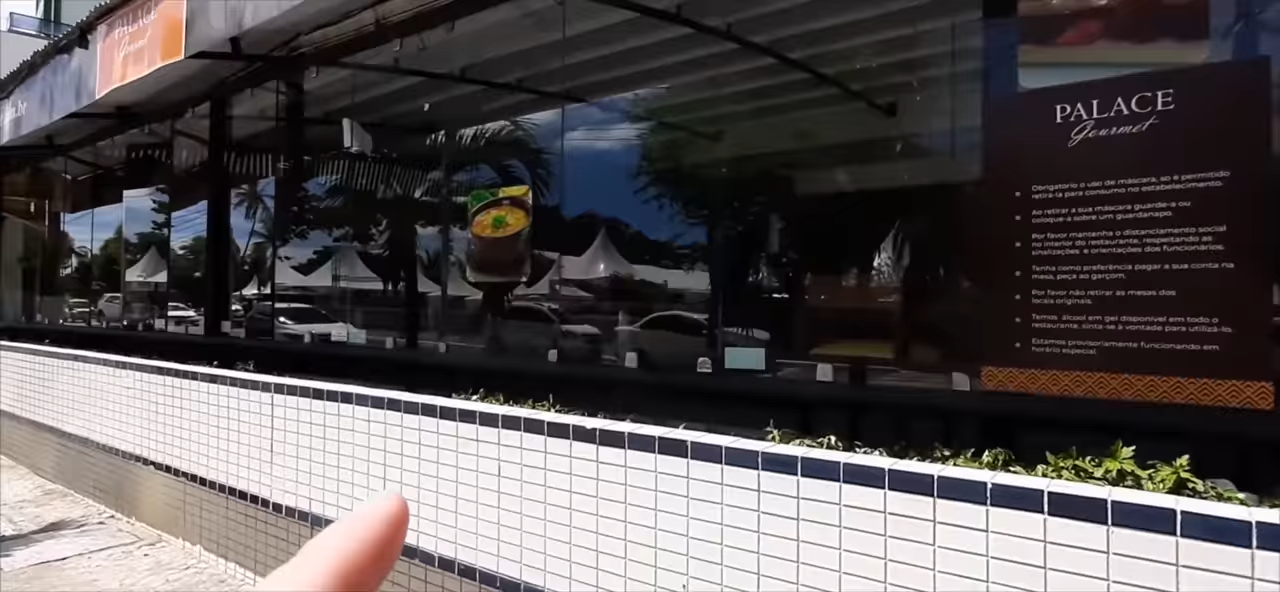 PALACE
Gourmet
PALACE
Gourmet
Obrigatório o uso de máscara, so é permitido
retirá-la para consumo no estabelecimento.
Ao retirar a sua máscara guarde-a ou
coloque-a sobre um guardanapo.
Por favor mantenha o distanciamento social
no interior do restaurante, respeitando as
sinalizações e orientações dos funcionários.
Tenha como preferência pagar a sua conta na
mesa, peça ao garçom.
Por favor não retirar as mesas dos
locais originais.
Temos álcool em gel disponível em todo o
restaurante, sinta-se à vontade para utilizá-lo.
Estamos provisoriamente funcionando em
horário especial.